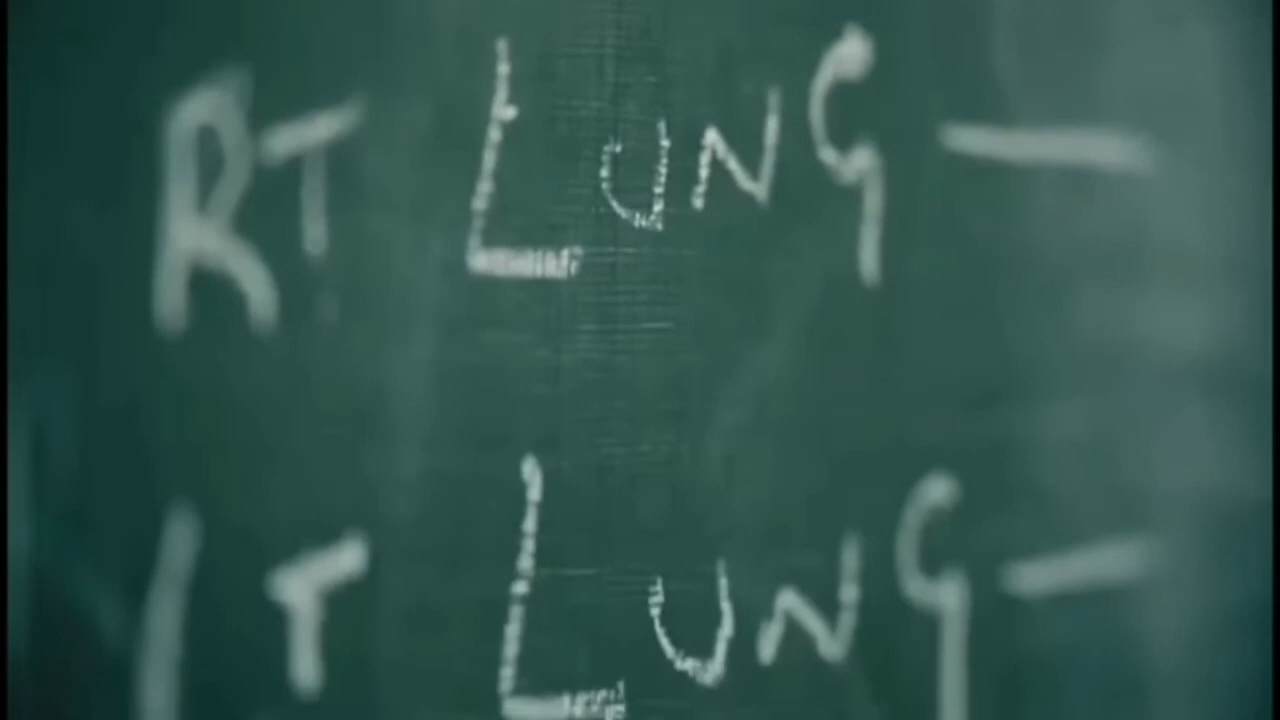 RT LUNG —
LT LUNG —